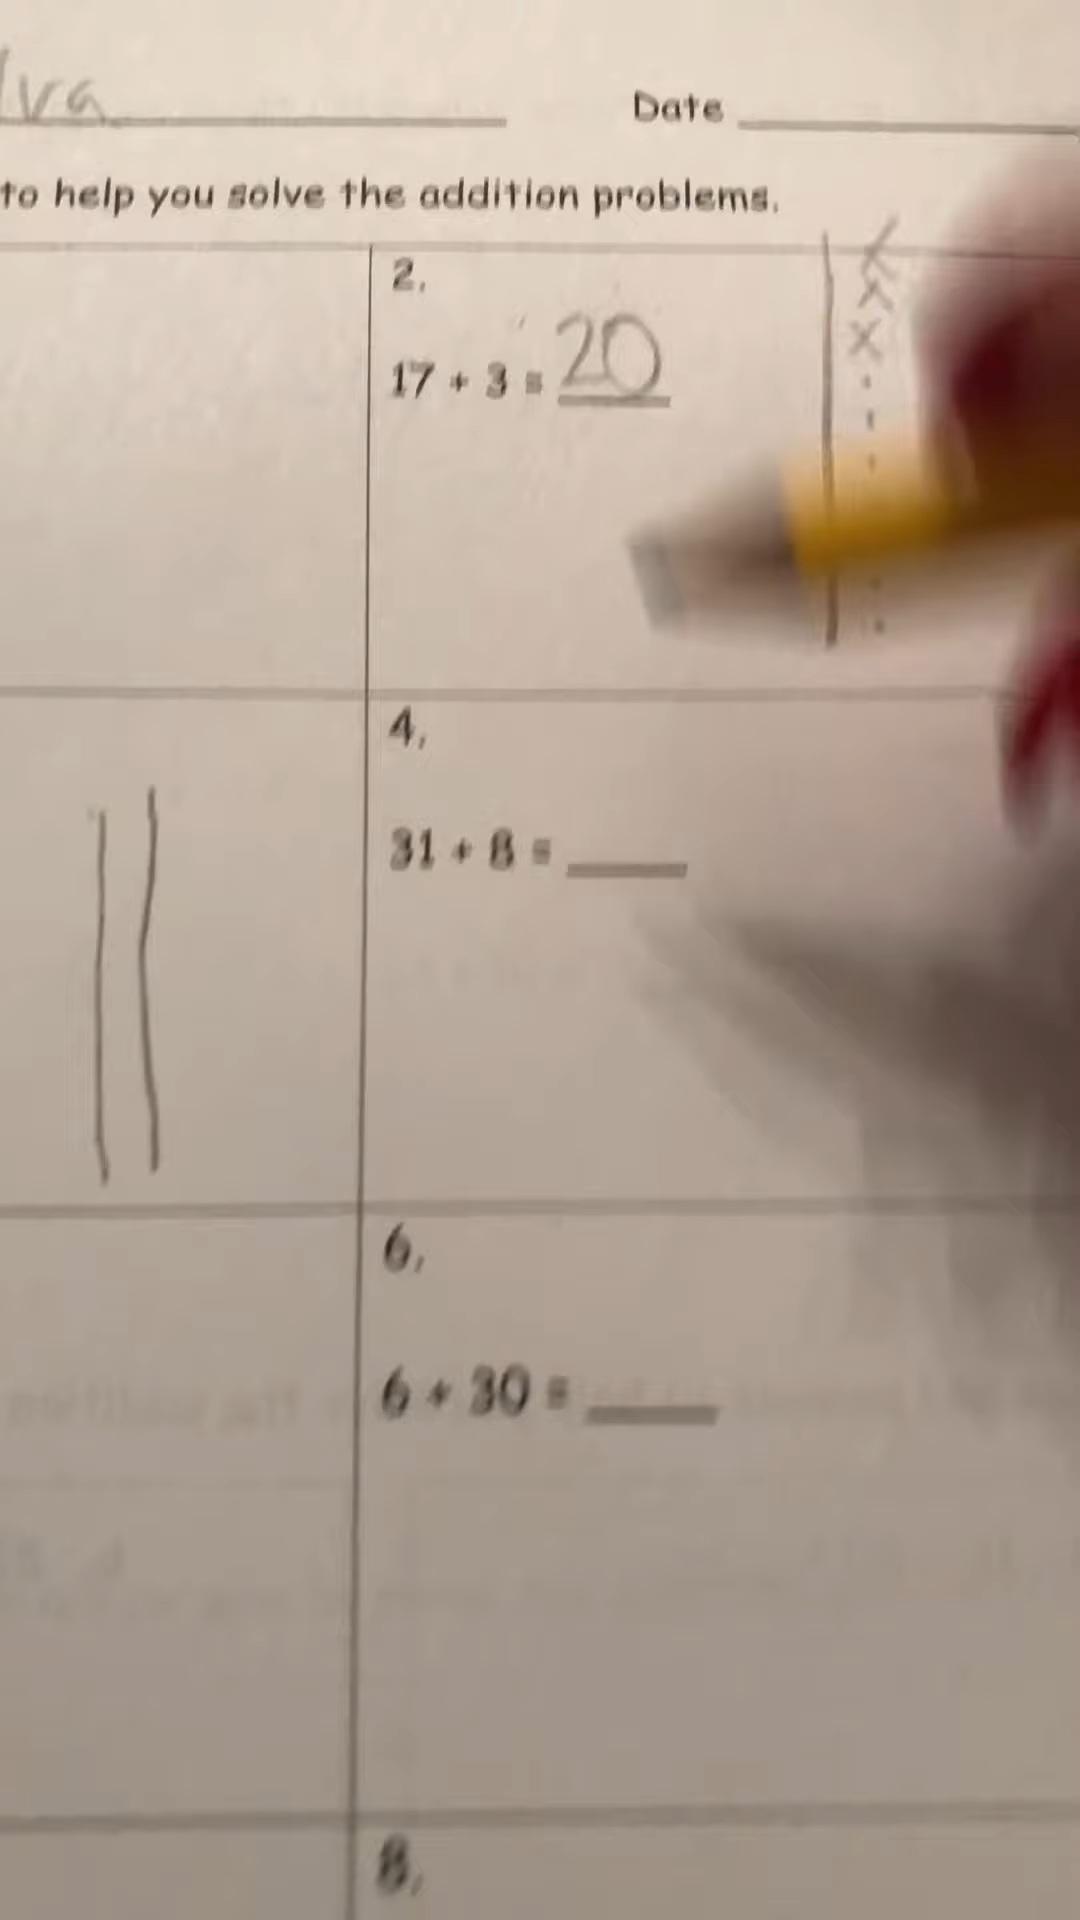 Date
to help you solve the addition problems.
2.
17 + 3 = 20
4.
31 + 8 =
6.
6 + 30 =
8.